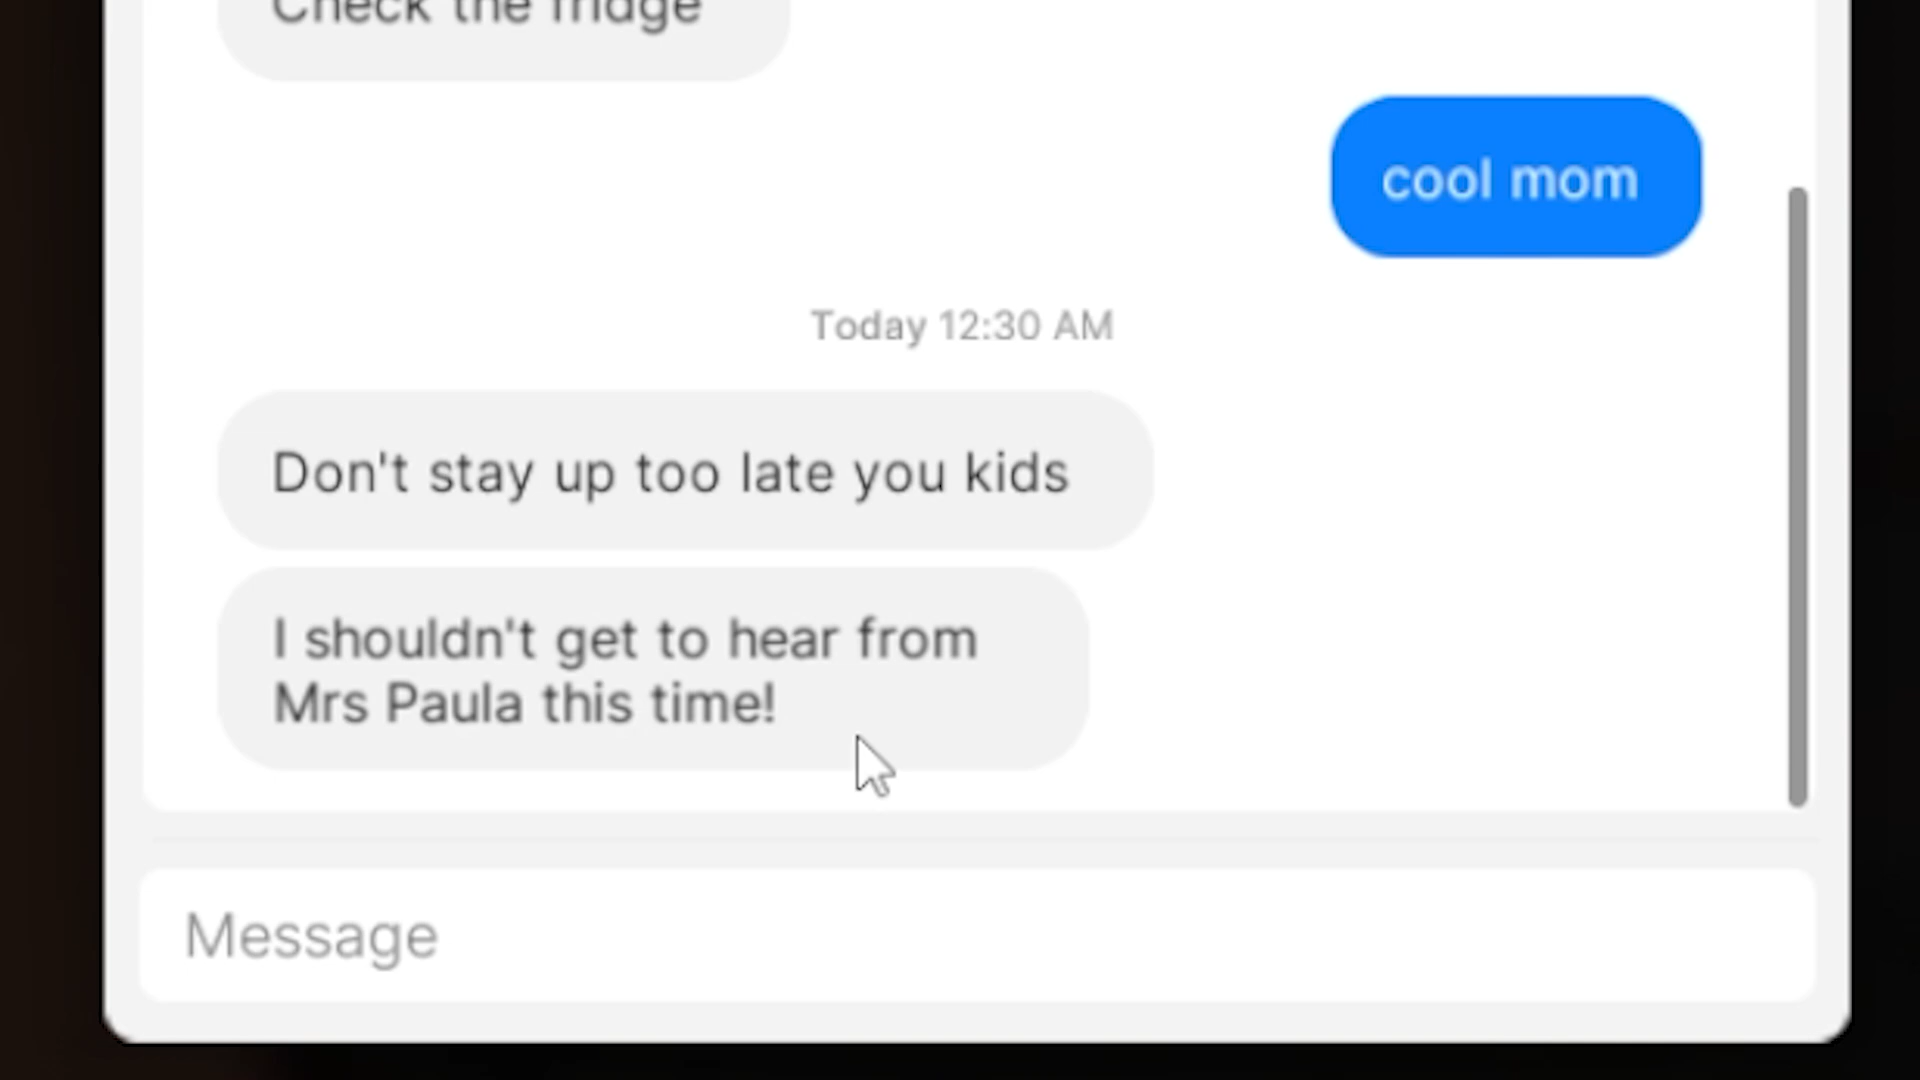 Check the fridge
cool mom
Today 12:30 AM
Don't stay up too late you kids
I shouldn't get to hear from
Mrs Paula this time!
Message